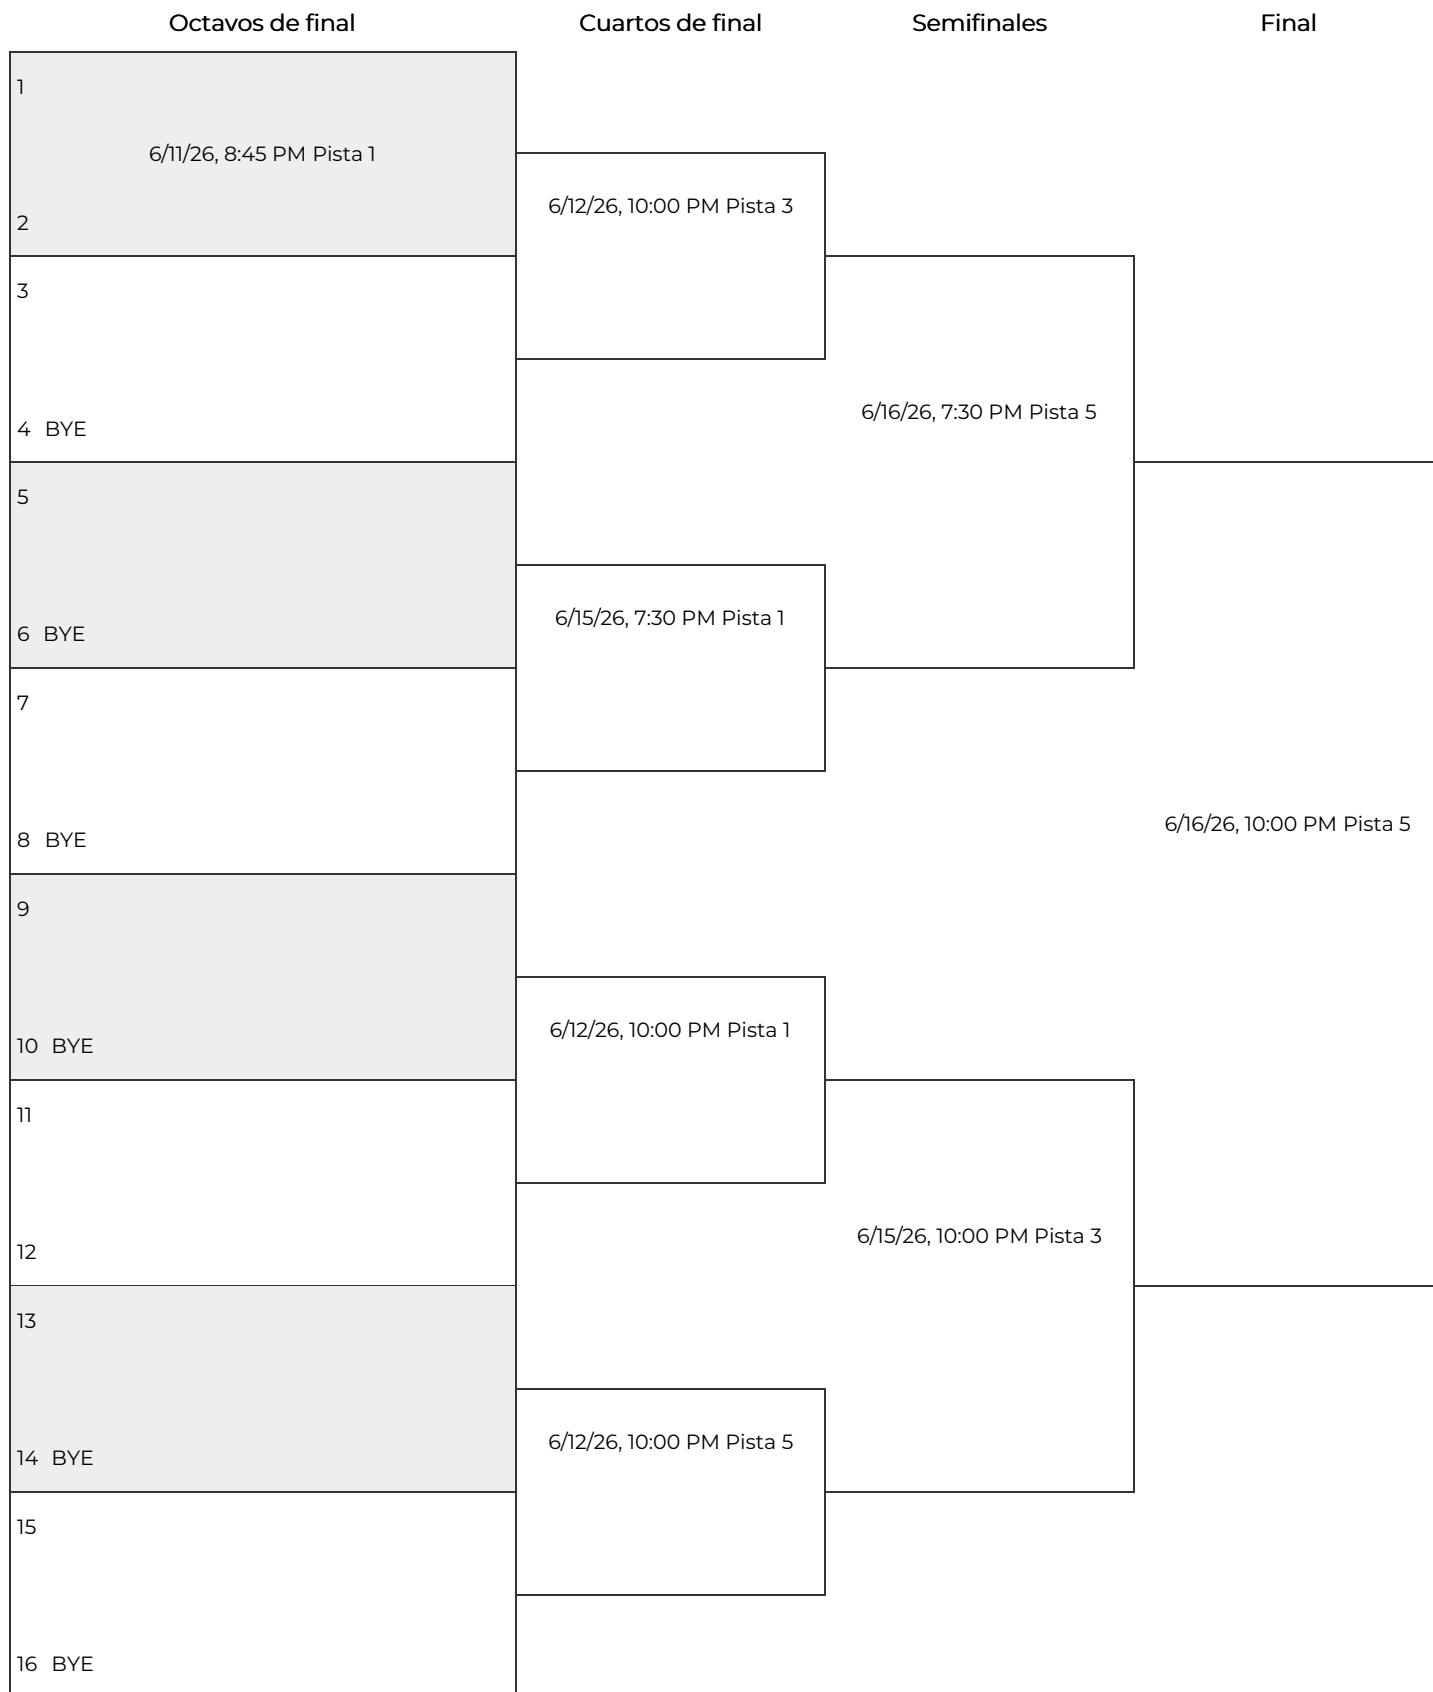 Octavos de final
Cuartos de final
Semifinales
Final
1
6/11/26, 8:45 PM Pista 1
2
3
4 BYE
5
6 BYE
7
8 BYE
9
10 BYE
11
12
13
14 BYE
15
16 BYE
6/12/26, 10:00 PM Pista 3
6/15/26, 7:30 PM Pista 1
6/12/26, 10:00 PM Pista 1
6/12/26, 10:00 PM Pista 5
6/16/26, 7:30 PM Pista 5
6/15/26, 10:00 PM Pista 3
6/16/26, 10:00 PM Pista 5